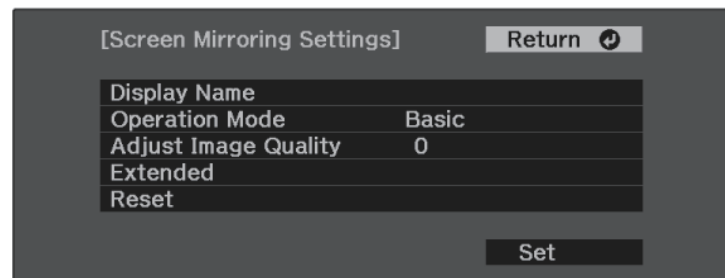 [Screen Mirroring Settings] Return
Display Name
Operation Mode Basic
Adjust Image Quality 0
Extended
Reset
Set